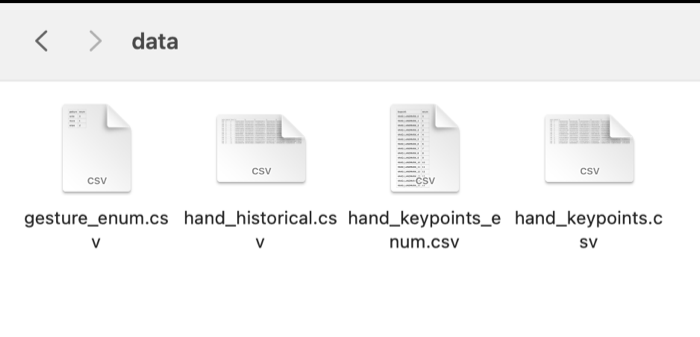 data
CSV
CSV
CSV
CSV
gesture_enum.cs
v
hand_historical.cs
v
hand_keypoints_e
num.csv
hand_keypoints.c
sv